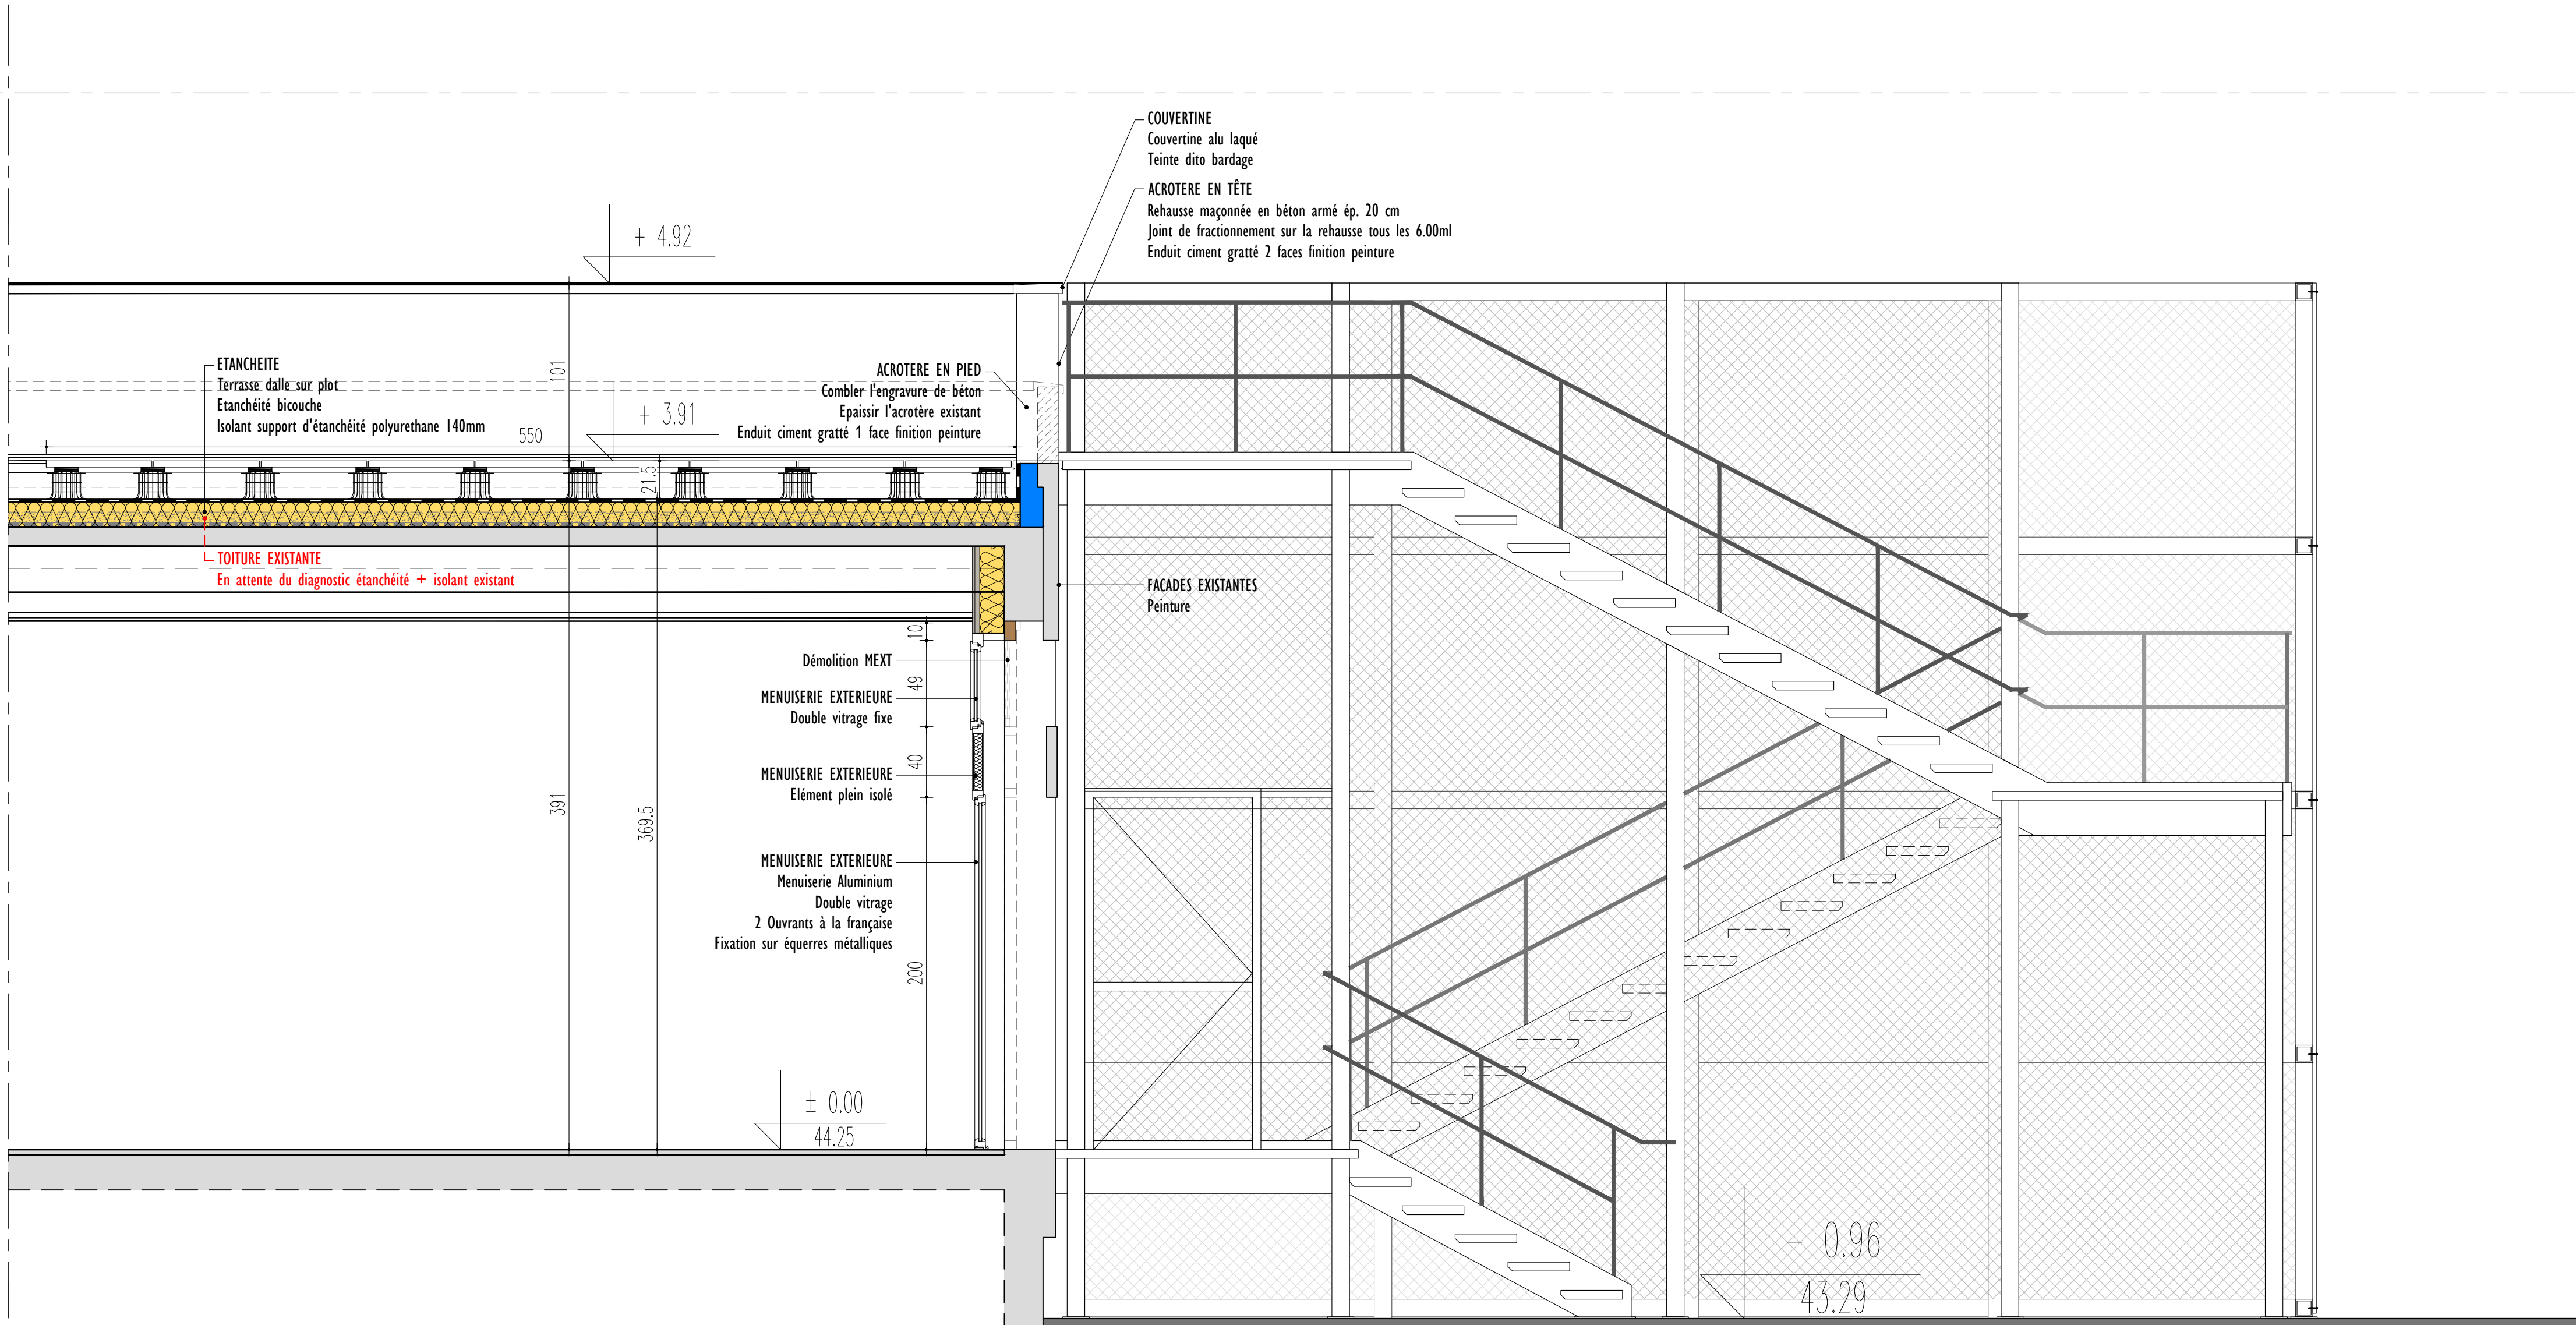 COUVERTINE
Couvertine alu laqué
Teinte dito bardage
ACROTERE EN TÊTE
Rehausse maçonnée en béton armé ép. 20 cm
Joint de fractionnement sur la rehausse tous les 6.00ml
Enduit ciment gratté 2 faces finition peinture
+ 4.92
ETANCHEITE
Terrasse dalle sur plot
Etanchéité bicouche
Isolant support d'étanchéité polyurethane 140mm
101
+ 3.91
ACROTERE EN PIED
Combler l'engravure de béton
Epaissir l'acrotère existant
Enduit ciment gratté 1 face finition peinture
550
21.5
TOITURE EXISTANTE
En attente du diagnostic étanchéité + isolant existant
FACADES EXISTANTES
Peinture
10
Démolition MEXT
49
MENUISERIE EXTERIEURE
Double vitrage fixe
40
MENUISERIE EXTERIEURE
Elément plein isolé
391
369.5
MENUISERIE EXTERIEURE
Menuiserie Aluminium
Double vitrage
2 Ouvrants à la française
Fixation sur équerres métalliques
200
± 0.00
44.25
- 0.96
43.29